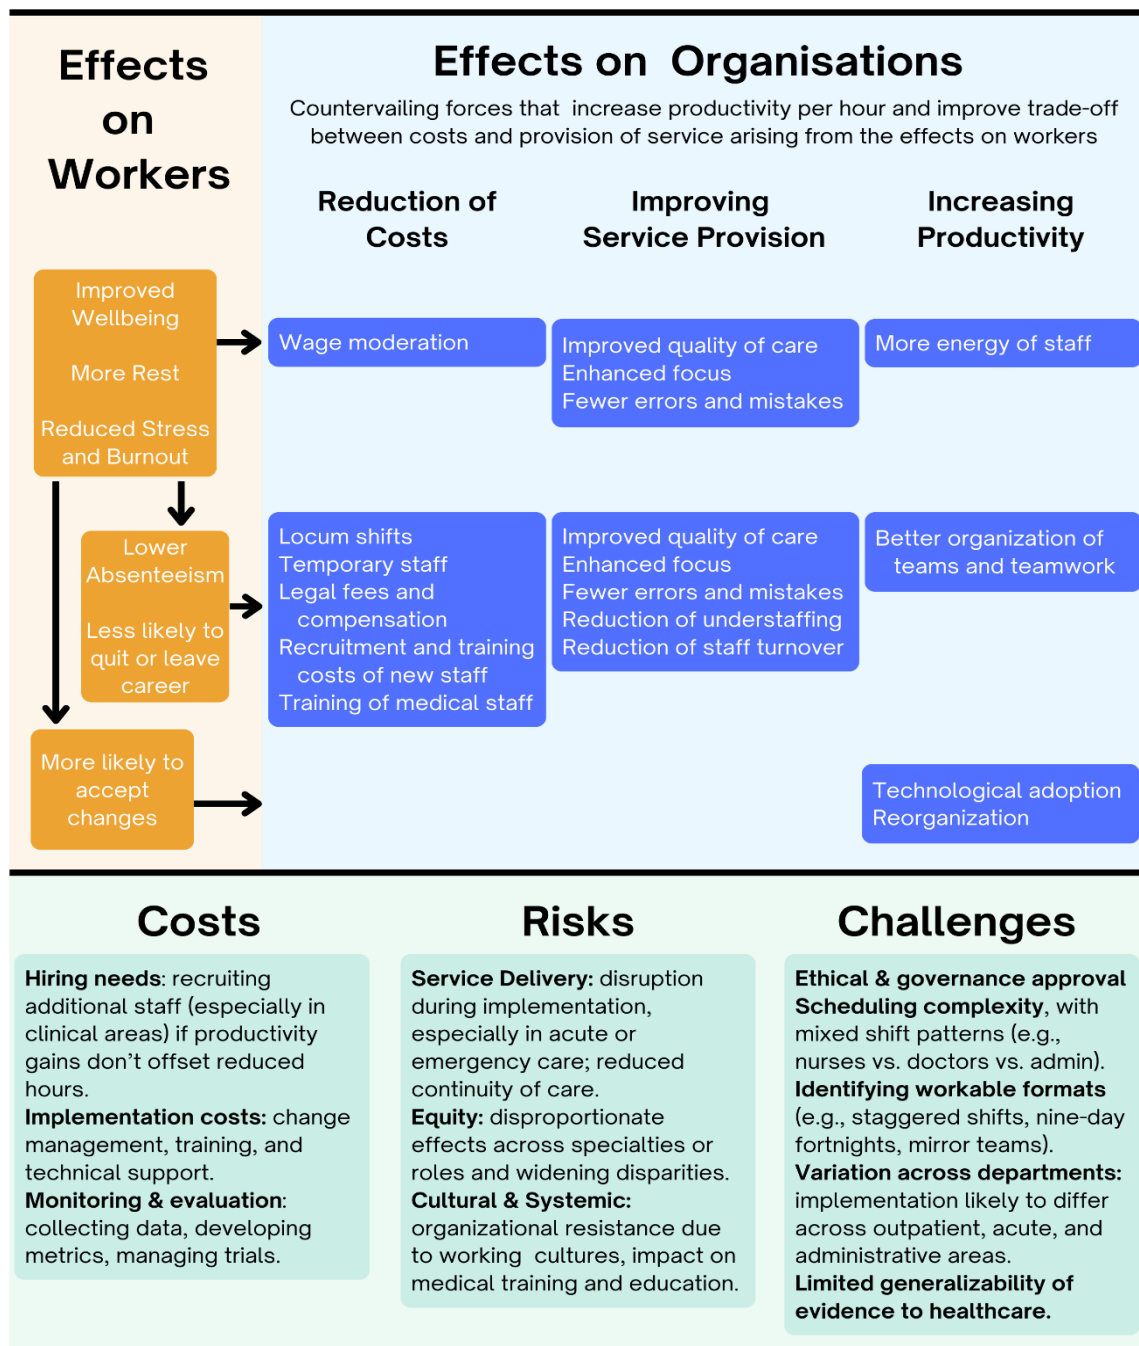 Effects
on
Workers
Effects on Organisations
Countervailing forces that increase productivity per hour and improve trade-off
between costs and provision of service arising from the effects on workers
Reduction of
Costs
Improving
Service Provision
Increasing
Productivity
Improved
Wellbeing
More Rest
Reduced Stress
and Burnout
Wage moderation
Improved quality of care
Enhanced focus
Fewer errors and mistakes
More energy of staff
Lower
Absenteeism
Less likely to
quit or leave
career
Locum shifts
Temporary staff
Legal fees and
compensation
Recruitment and training
costs of new staff
Training of medical staff
Improved quality of care
Enhanced focus
Fewer errors and mistakes
Reduction of understaffing
Reduction of staff turnover
Better organization of
teams and teamwork
More likely to
accept
changes
Technological adoption
Reorganization
Costs
Hiring needs: recruiting
additional staff (especially in
clinical areas) if productivity
gains don't offset reduced
hours.
Implementation costs: change
management, training, and
technical support.
Monitoring & evaluation:
collecting data, developing
metrics, managing trials.
Risks
Service Delivery: disruption
during implementation,
especially in acute or
emergency care; reduced
continuity of care.
Equity: disproportionate
effects across specialties or
roles and widening disparities.
Cultural & Systemic:
organizational resistance due
to working cultures, impact on
medical training and education.
Challenges
Ethical & governance approval
Scheduling complexity, with
mixed shift patterns (e.g.,
nurses vs. doctors vs. admin).
Identifying workable formats
(e.g., staggered shifts, nine-day
fortnights, mirror teams).
Variation across departments:
implementation likely to differ
across outpatient, acute, and
administrative areas.
Limited generalizability of
evidence to healthcare.